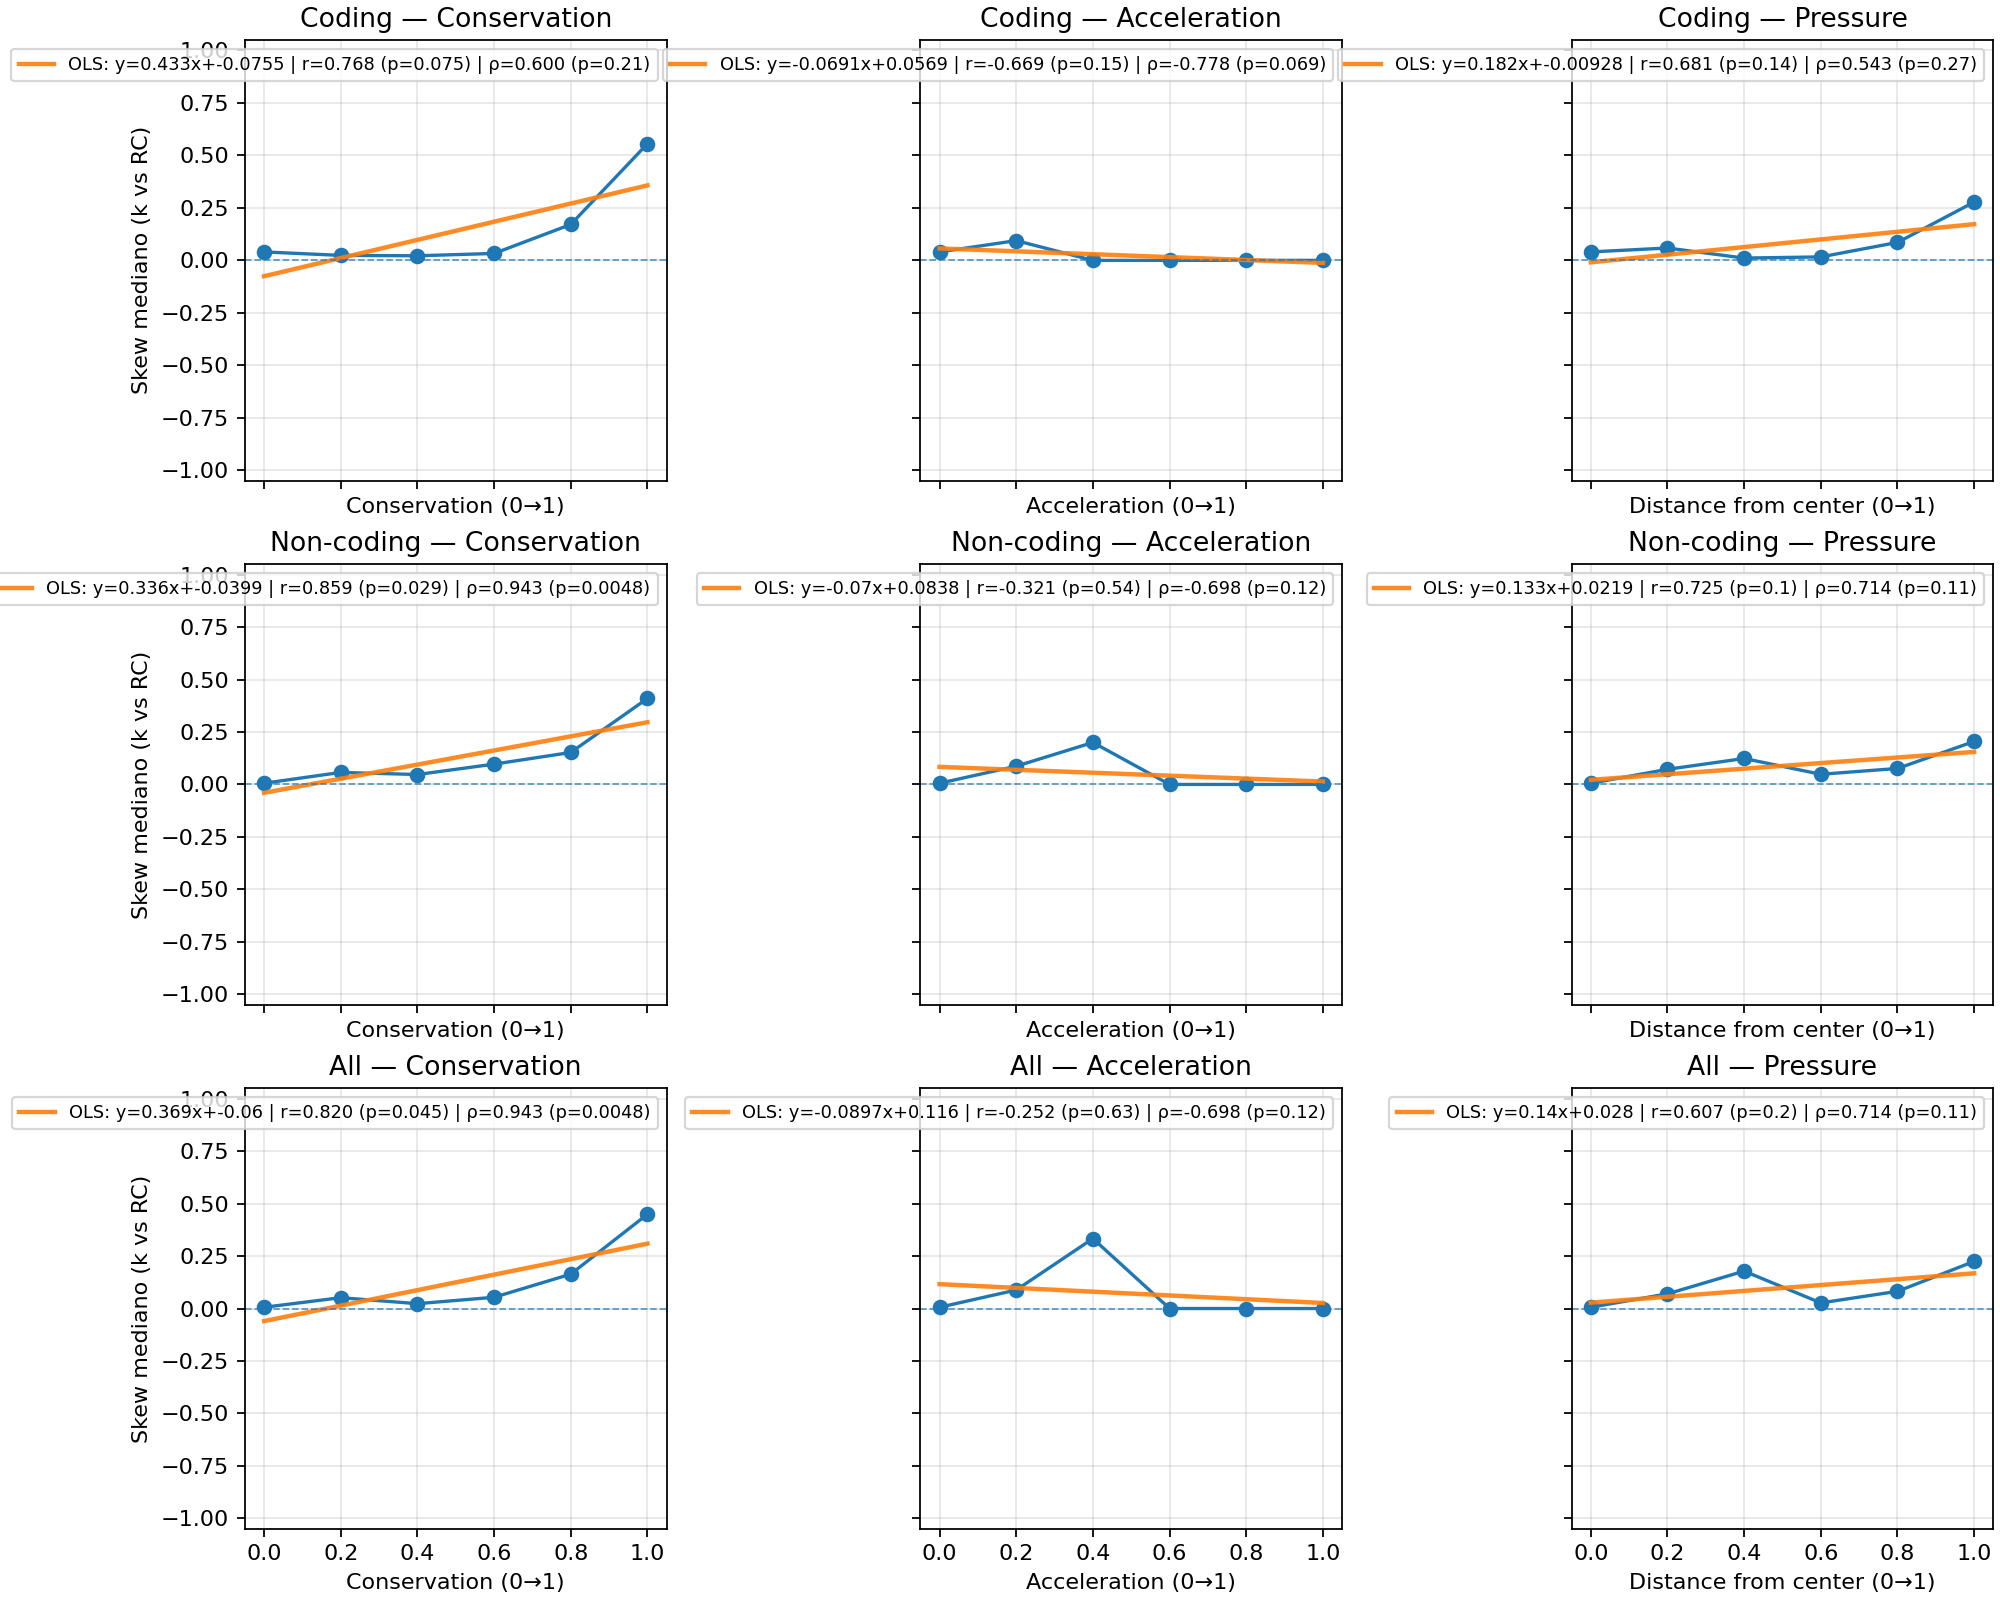 Coding — Conservation
Coding — Acceleration
Coding — Pressure
1.00
OLS: y=0.433x+-0.0755 | r=0.768 (p=0.075) | ρ=0.600 (p=0.21)
OLS: y=-0.0691x+0.0569 | r=-0.669 (p=0.15) | ρ=-0.778 (p=0.069)
OLS: y=0.182x+-0.00928 | r=0.681 (p=0.14) | ρ=0.543 (p=0.27)
0.75
0.50
0.25
0.00
−0.25
−0.50
−0.75
−1.00
Skew mediano (k vs RC)
Conservation (0→1)
Acceleration (0→1)
Distance from center (0→1)
Non-coding — Conservation
Non-coding — Acceleration
Non-coding — Pressure
1.00
OLS: y=0.336x+-0.0399 | r=0.859 (p=0.029) | ρ=0.943 (p=0.0048)
OLS: y=-0.07x+0.0838 | r=-0.321 (p=0.54) | ρ=-0.698 (p=0.12)
OLS: y=0.133x+0.0219 | r=0.725 (p=0.1) | ρ=0.714 (p=0.11)
0.75
0.50
0.25
0.00
−0.25
−0.50
−0.75
−1.00
Skew mediano (k vs RC)
Conservation (0→1)
Acceleration (0→1)
Distance from center (0→1)
All — Conservation
All — Acceleration
All — Pressure
1.00
OLS: y=0.369x+-0.06 | r=0.820 (p=0.045) | ρ=0.943 (p=0.0048)
OLS: y=-0.0897x+0.116 | r=-0.252 (p=0.63) | ρ=-0.698 (p=0.12)
OLS: y=0.14x+0.028 | r=0.607 (p=0.2) | ρ=0.714 (p=0.11)
0.75
0.50
0.25
0.00
−0.25
−0.50
−0.75
−1.00
Skew mediano (k vs RC)
0.0 0.2 0.4 0.6 0.8 1.0
0.0 0.2 0.4 0.6 0.8 1.0
0.0 0.2 0.4 0.6 0.8 1.0
Conservation (0→1)
Acceleration (0→1)
Distance from center (0→1)